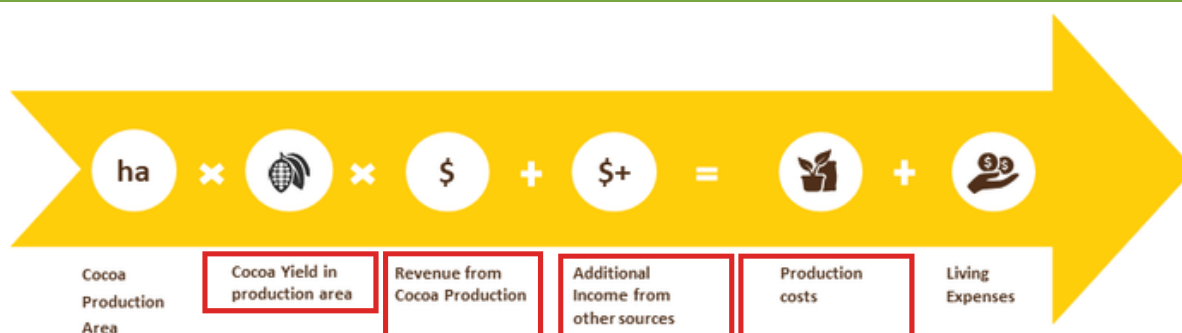 ha × × $ + $+ = +
Cocoa
Production
Area
Cocoa Yield in
production area
Revenue from
Cocoa Production
Additional
Income from
other sources
Production
costs
Living
Expenses